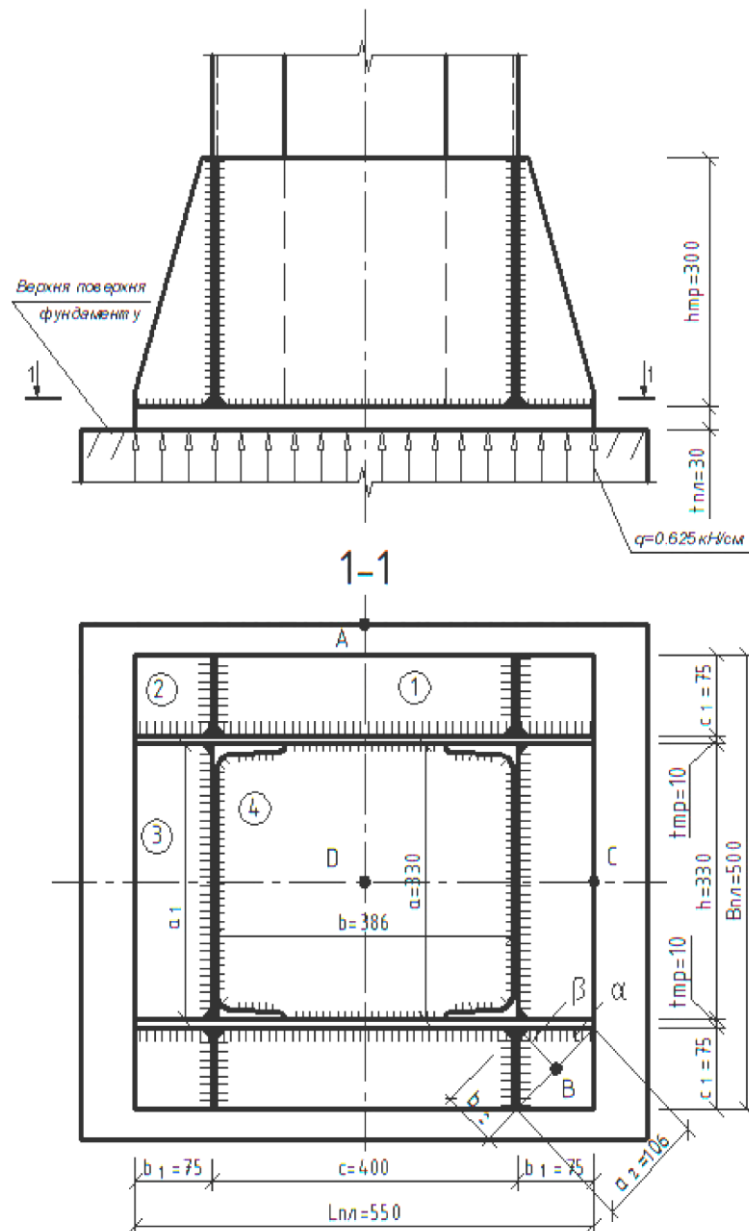 Верхня поверхня
фундаменту
hтр=300
1
1
tпл=30
q=0.625 кН/см
1-1
A
2
1
c1=75
tтр=10
3
4
D
C
a1
a=330
b=386
h=330
Bпл=500
tтр=10
β
α
B
c1=75
a2=106
b1=75
c=400
b1=75
Lпл=550